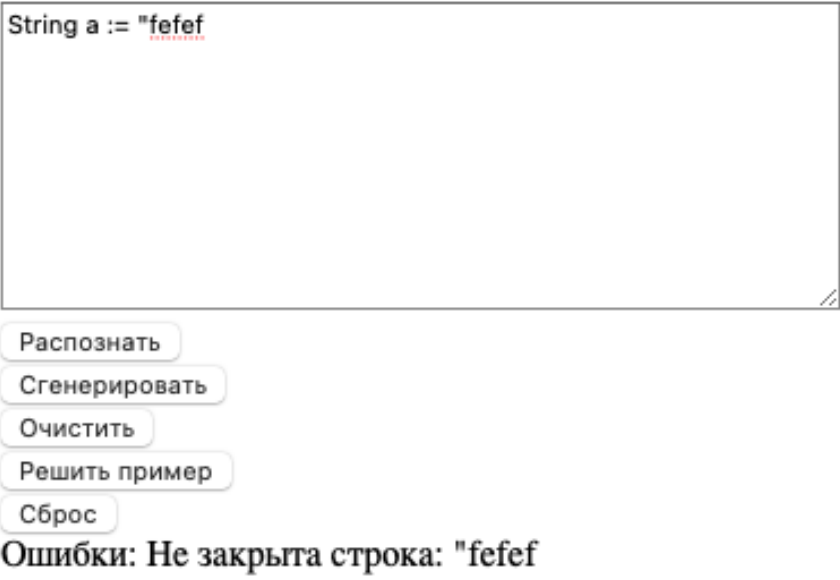 String a := "fefef
Распознать
Сгенерировать
Очистить
Решить пример
Сброс
Ошибки: Не закрыта строка: "fefef